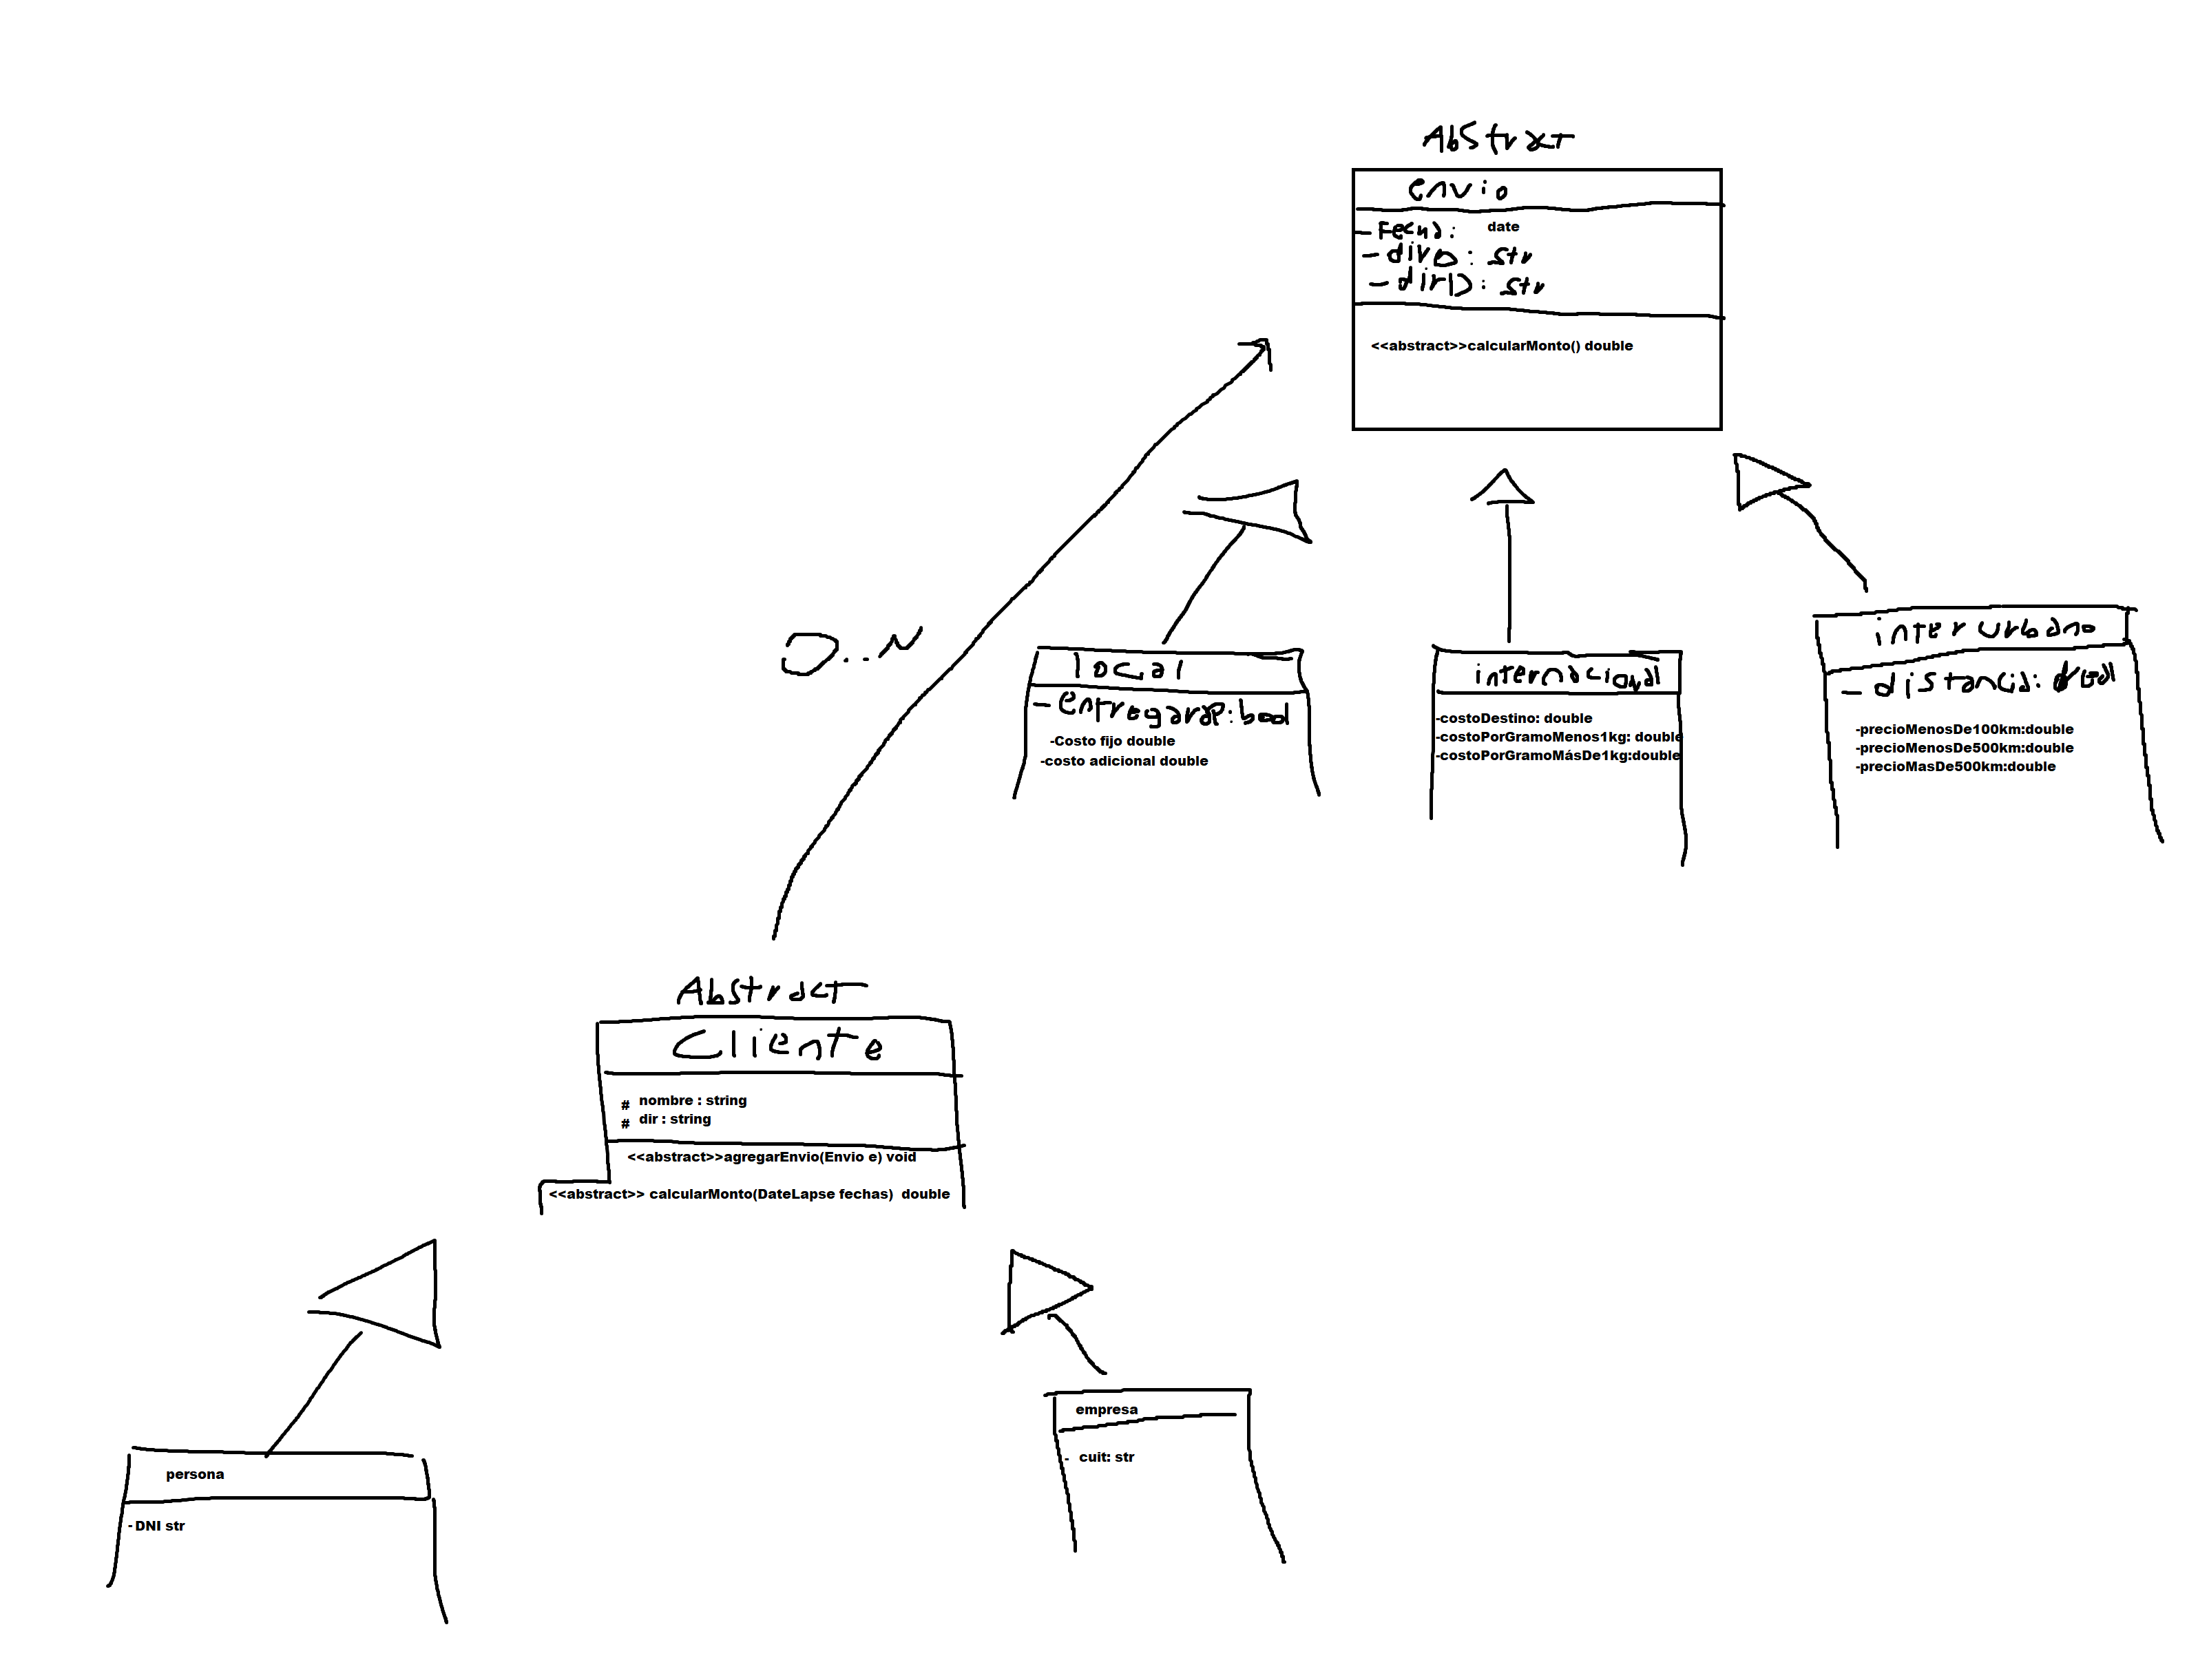 Abstract
envio
- Fecha: date
- dirO: str
- dirD: str
<<abstract>>calcularMonto() double
O..N
local
- entregarap: bool
-Costo fijo double
-costo adicional double
internacional
-costoDestino: double
-costoPorGramoMenos1kg: double
-costoPorGramoMásDe1kg:double
interurbano
- distancia:
-precioMenosDe100km:double
-precioMenosDe500km:double
-precioMasDe500km:double
Abstract
Cliente
# nombre : string
# dir : string
<<abstract>>agregarEnvio(Envio e) void
<<abstract>> calcularMonto(DateLapse fechas) double
persona
- DNI str
empresa
- cuit: str